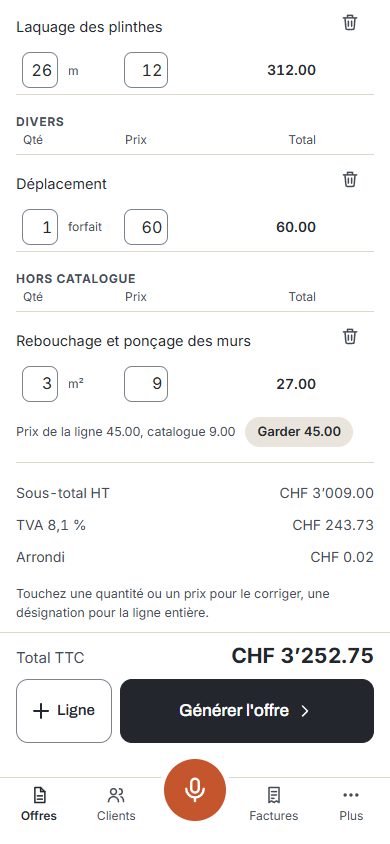 Laquage des plinthes
26 m 12 312.00
DIVERS
Qté Prix Total
Déplacement
1 forfait 60 60.00
HORS CATALOGUE
Qté Prix Total
Rebouchage et ponçage des murs
3 m² 9 27.00
Prix de la ligne 45.00, catalogue 9.00 Garder 45.00
Sous-total HT CHF 3’009.00
TVA 8,1 % CHF 243.73
Arrondi CHF 0.02
Touchez une quantité ou un prix pour le corriger, une
désignation pour la ligne entière.
Total TTC CHF 3’252.75
Ligne Générer l'offre
Offres Clients Factures Plus